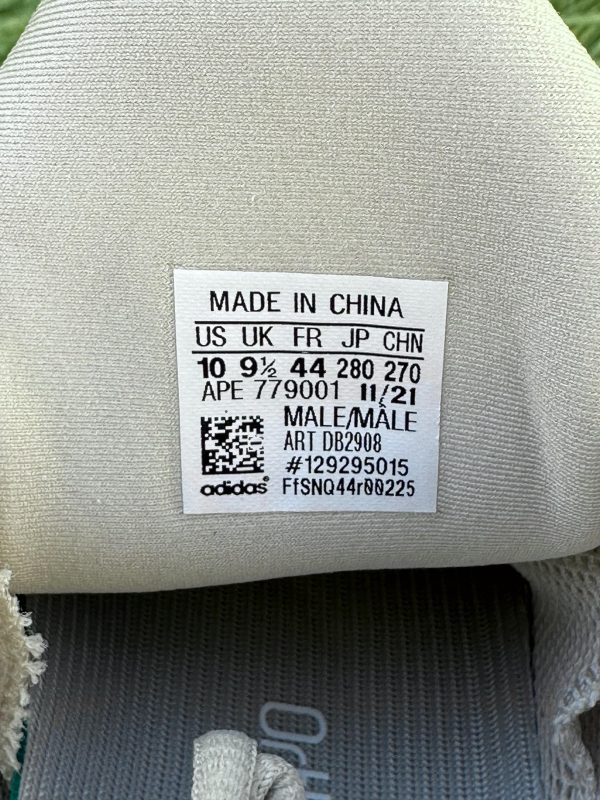 MADE IN CHINA
US UK FR JP CHN
10 9½ 44 280 270
APE 779001 11/21
MALE/MÂLE
ART DB2908
#129295015
adidas® FfSNQ44r00225